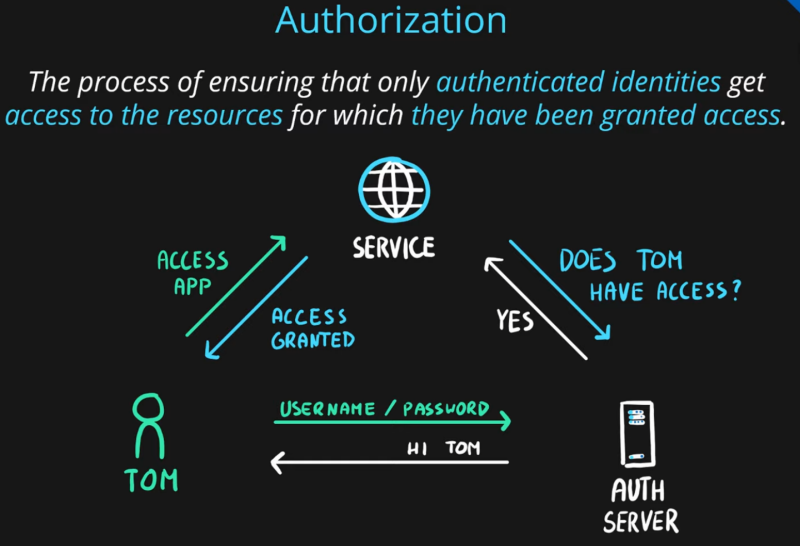 Authorization
The process of ensuring that only authenticated identities get
access to the resources for which they have been granted access.
SERVICE
ACCESS
APP
ACCESS
GRANTED
DOES TOM
HAVE ACCESS?
YES
USERNAME / PASSWORD
HI TOM
TOM
AUTH
SERVER